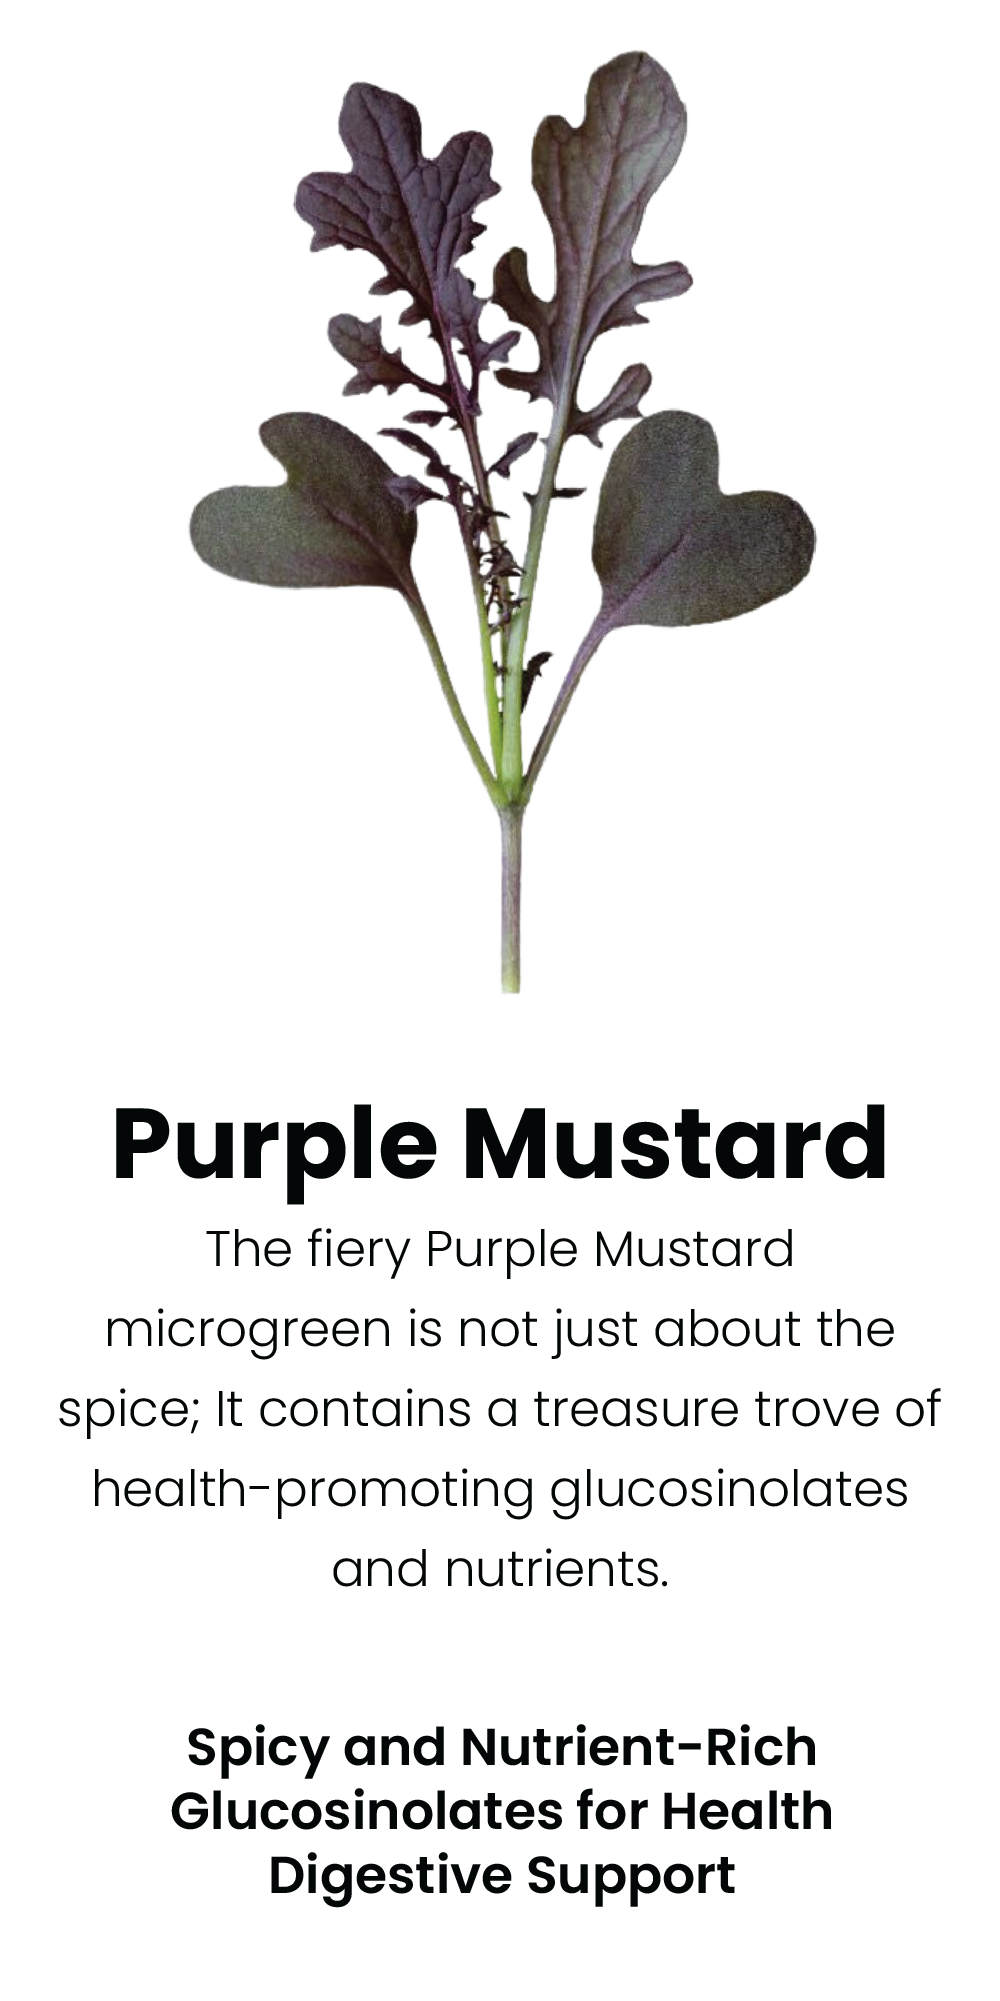 Purple Mustard
The fiery Purple Mustard
microgreen is not just about the
spice; It contains a treasure trove of
health-promoting glucosinolates
and nutrients.
Spicy and Nutrient-Rich
Glucosinolates for Health
Digestive Support